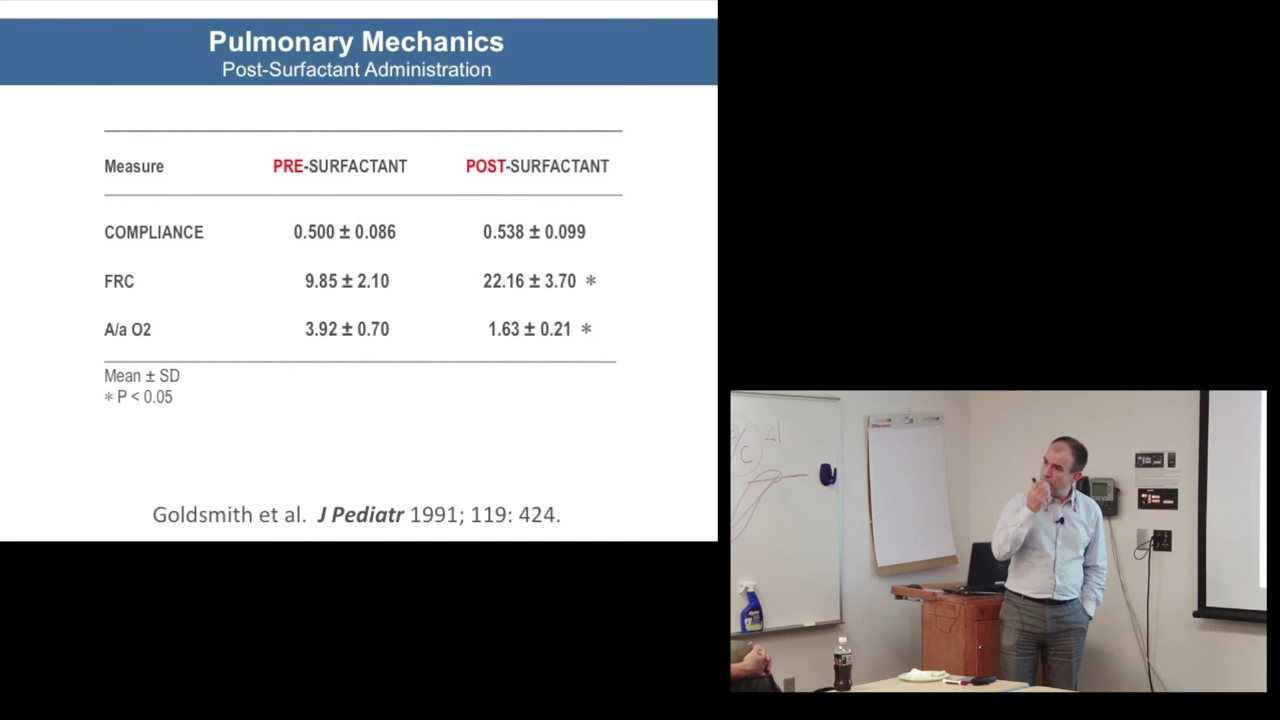 Pulmonary Mechanics
Post-Surfactant Administration
Measure PRE-SURFACTANT POST-SURFACTANT
COMPLIANCE 0.500 ± 0.086 0.538 ± 0.099
FRC 9.85 ± 2.10 22.16 ± 3.70 *
A/a O2 3.92 ± 0.70 1.63 ± 0.21 *
Mean ± SD
* P < 0.05
Goldsmith et al. J Pediatr 1991; 119: 424.